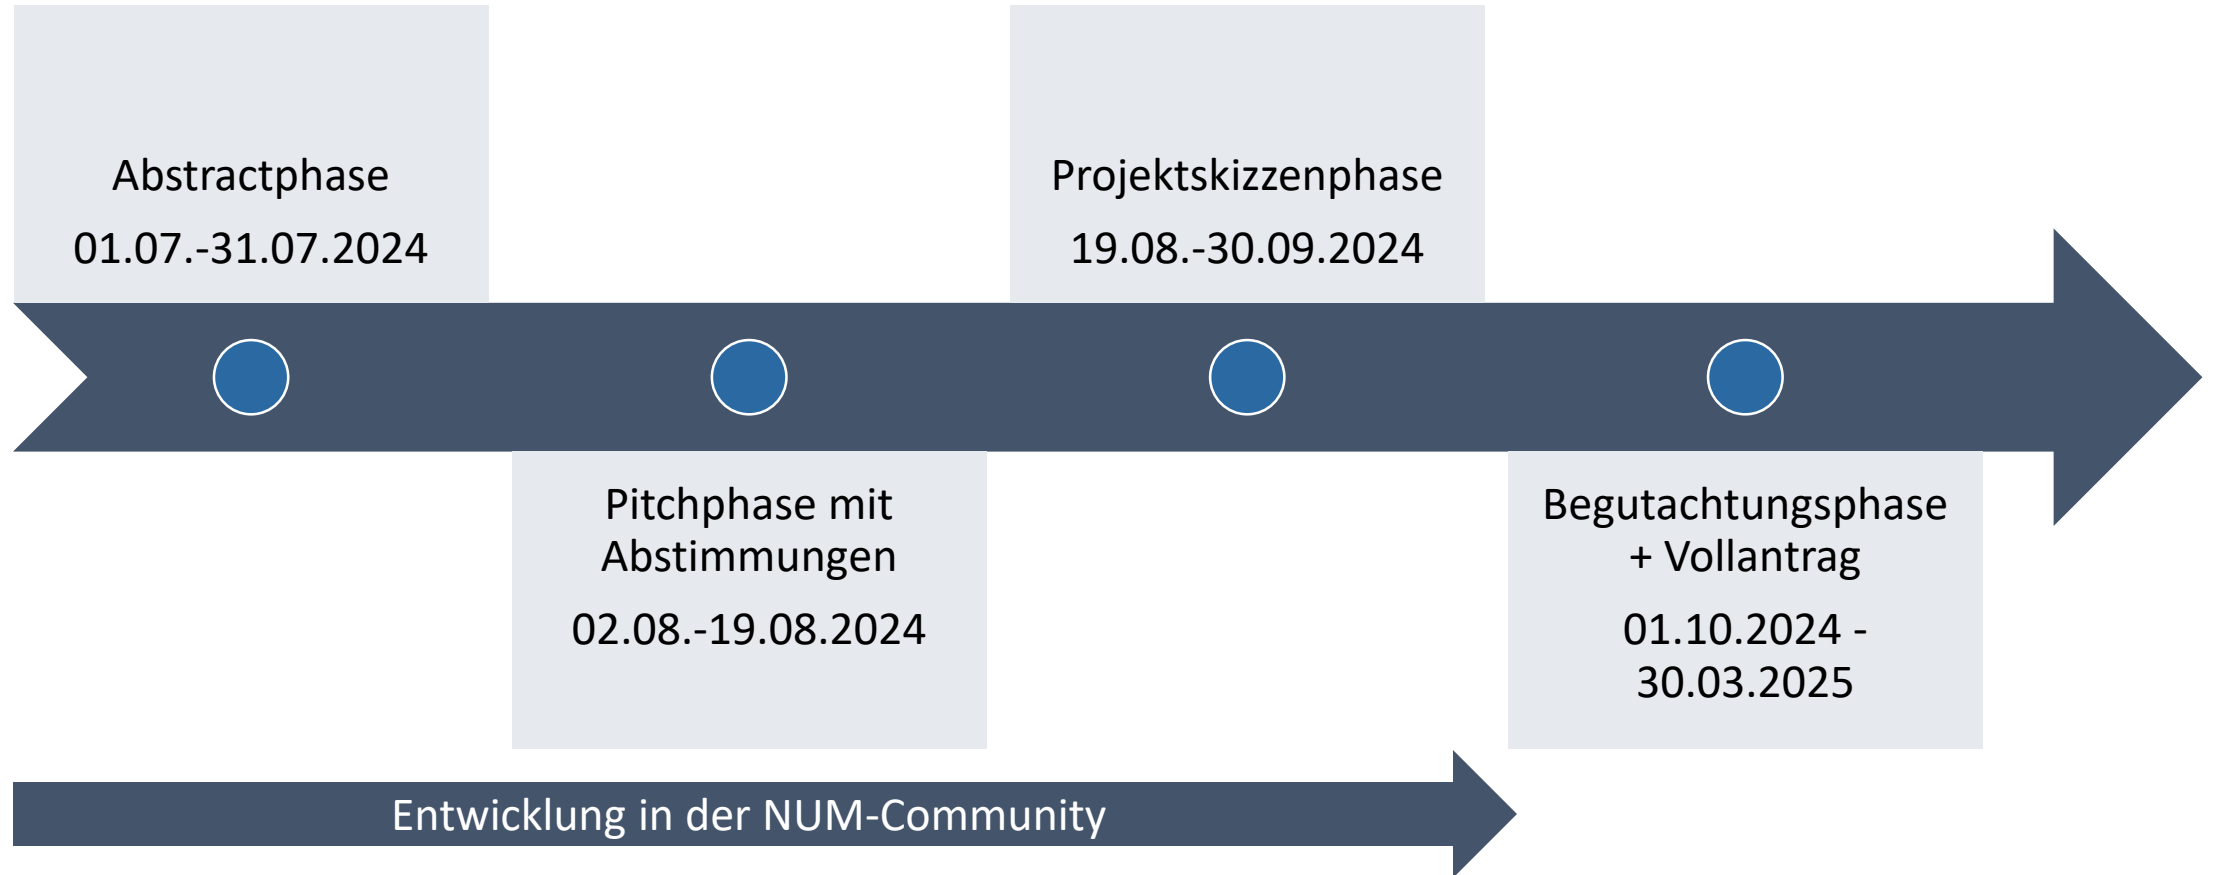 Abstractphase
01.07.-31.07.2024
Pitchphase mit
Abstimmungen
02.08.-19.08.2024
Projektskizzenphase
19.08.-30.09.2024
Begutachtungsphase
+ Vollantrag
01.10.2024 -
30.03.2025
Entwicklung in der NUM-Community